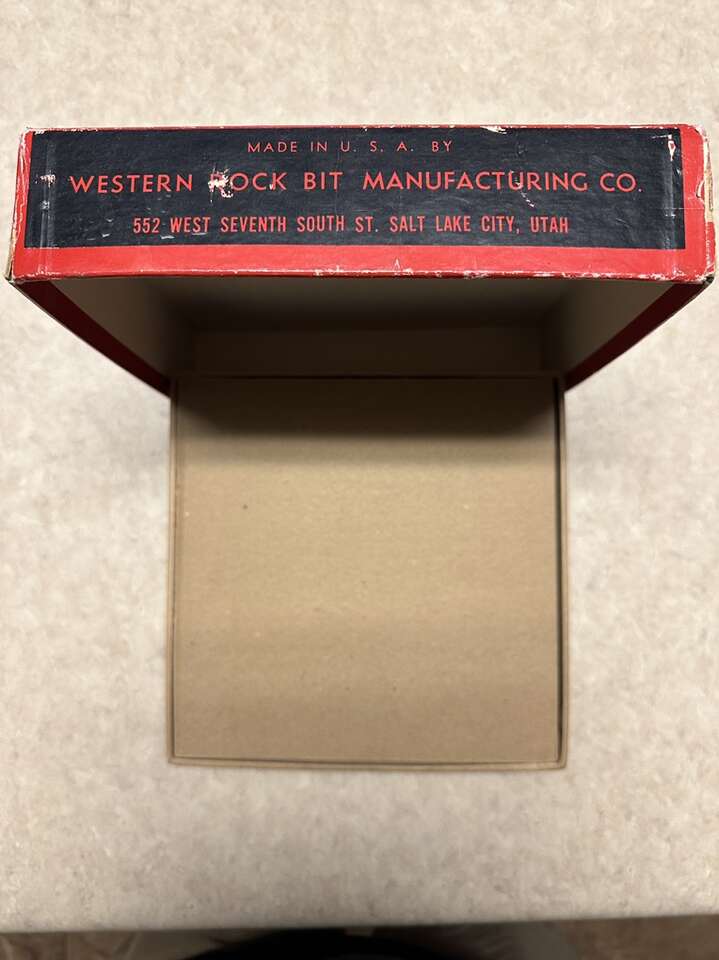 MADE IN U. S. A. BY
WESTERN ROCK BIT MANUFACTURING CO.
552 WEST SEVENTH SOUTH ST. SALT LAKE CITY, UTAH